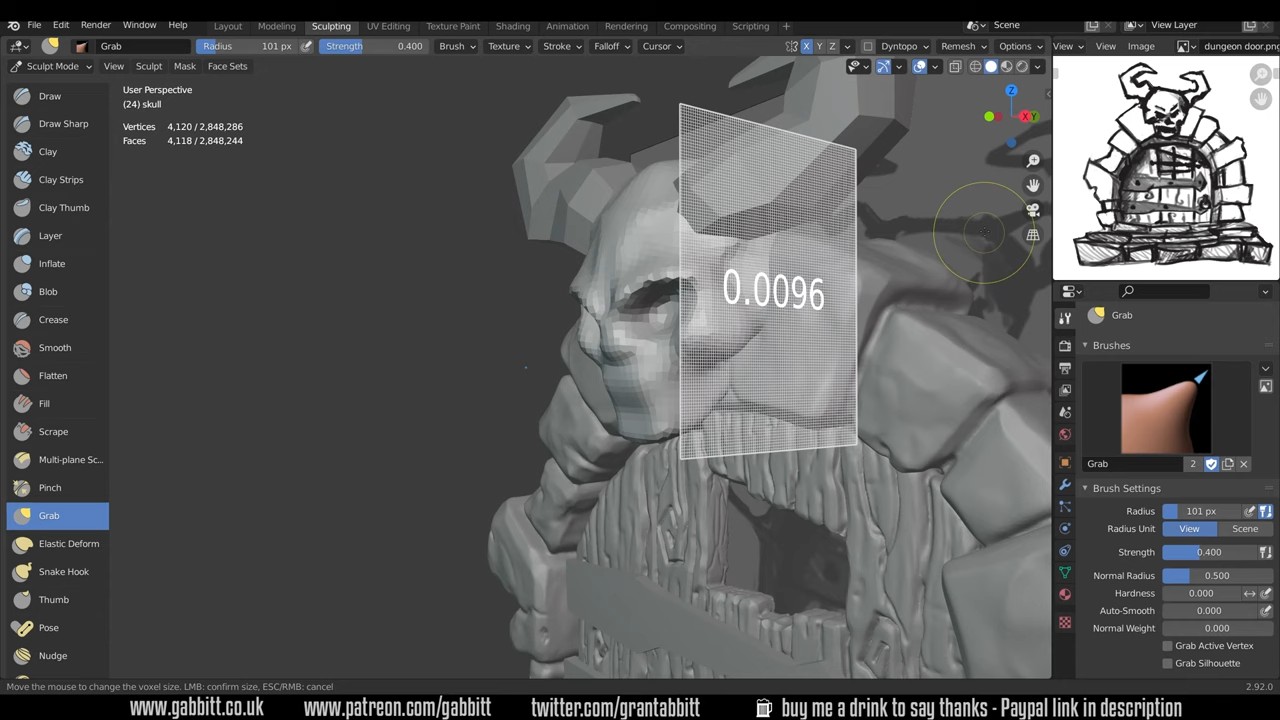 File Edit Render Window Help Layout Modeling Sculpting UV Editing Texture Paint Shading Animation Rendering Compositing Scripting + Scene View Layer
Grab Radius 101 px Strength 0.400 Brush Texture Stroke Falloff Cursor X Y Z Dyntopo Remesh Options View View Image dungeon door.png
Sculpt Mode View Sculpt Mask Face Sets
User Perspective
(24) skull
Vertices 4,120 / 2,848,286
Faces 4,118 / 2,848,244
Z
X Y
Draw
Draw Sharp
Clay
Clay Strips
Clay Thumb
Layer
Inflate
Blob
Crease
Smooth
Flatten
Fill
Scrape
Multi-plane Sc...
Pinch
Grab
Elastic Deform
Snake Hook
Thumb
Pose
Nudge
0.0096
Grab
Brushes
Grab 2
Brush Settings
Radius 101 px
Radius Unit View Scene
Strength 0.400
Normal Radius 0.500
Hardness 0.000
Auto-Smooth 0.000
Normal Weight 0.000
Grab Active Vertex
Grab Silhouette
Move the mouse to change the voxel size. LMB: confirm size, ESC/RMB: cancel 2.92.0
www.gabbitt.co.uk www.patreon.com/gabbitt twitter.com/grantabbitt buy me a drink to say thanks - Paypal link in description